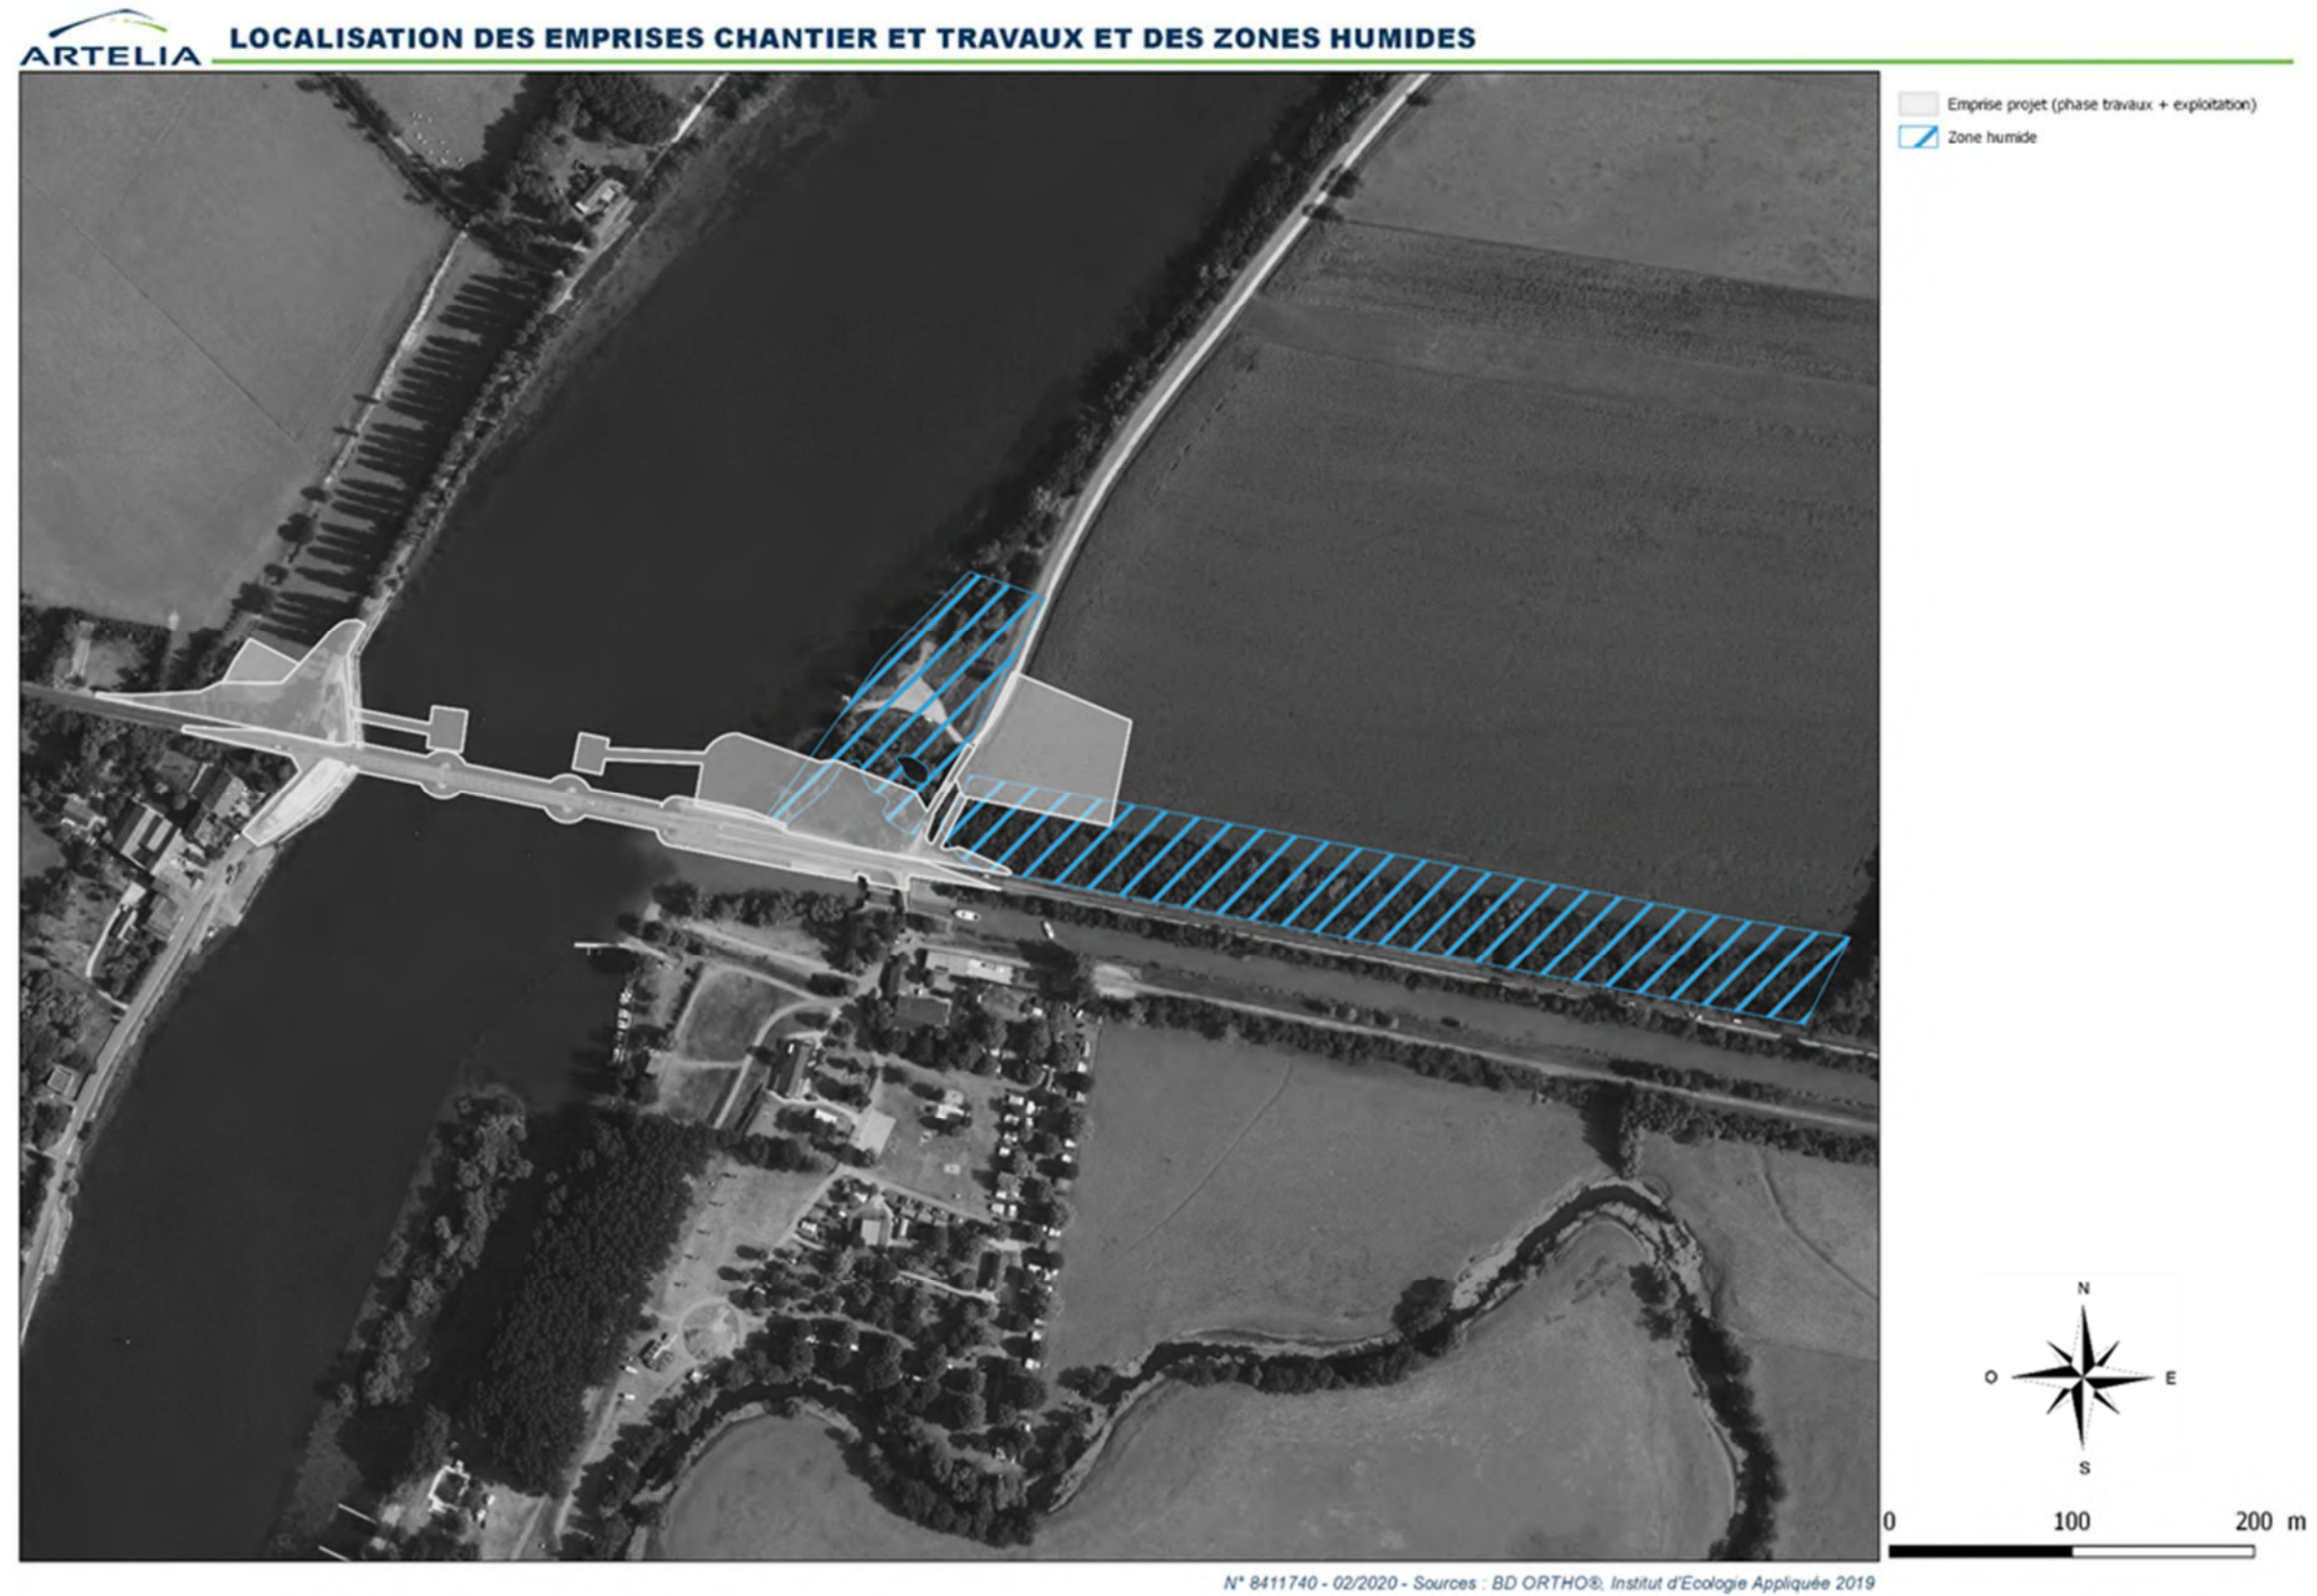 ARTELIA
LOCALISATION DES EMPRISES CHANTIER ET TRAVAUX ET DES ZONES HUMIDES
Emprise projet (phase travaux + exploitation)
Zone humide
N
O E
S
0 100 200 m
N° 8411740 - 02/2020 - Sources : BD ORTHO®, Institut d'Ecologie Appliquée 2019